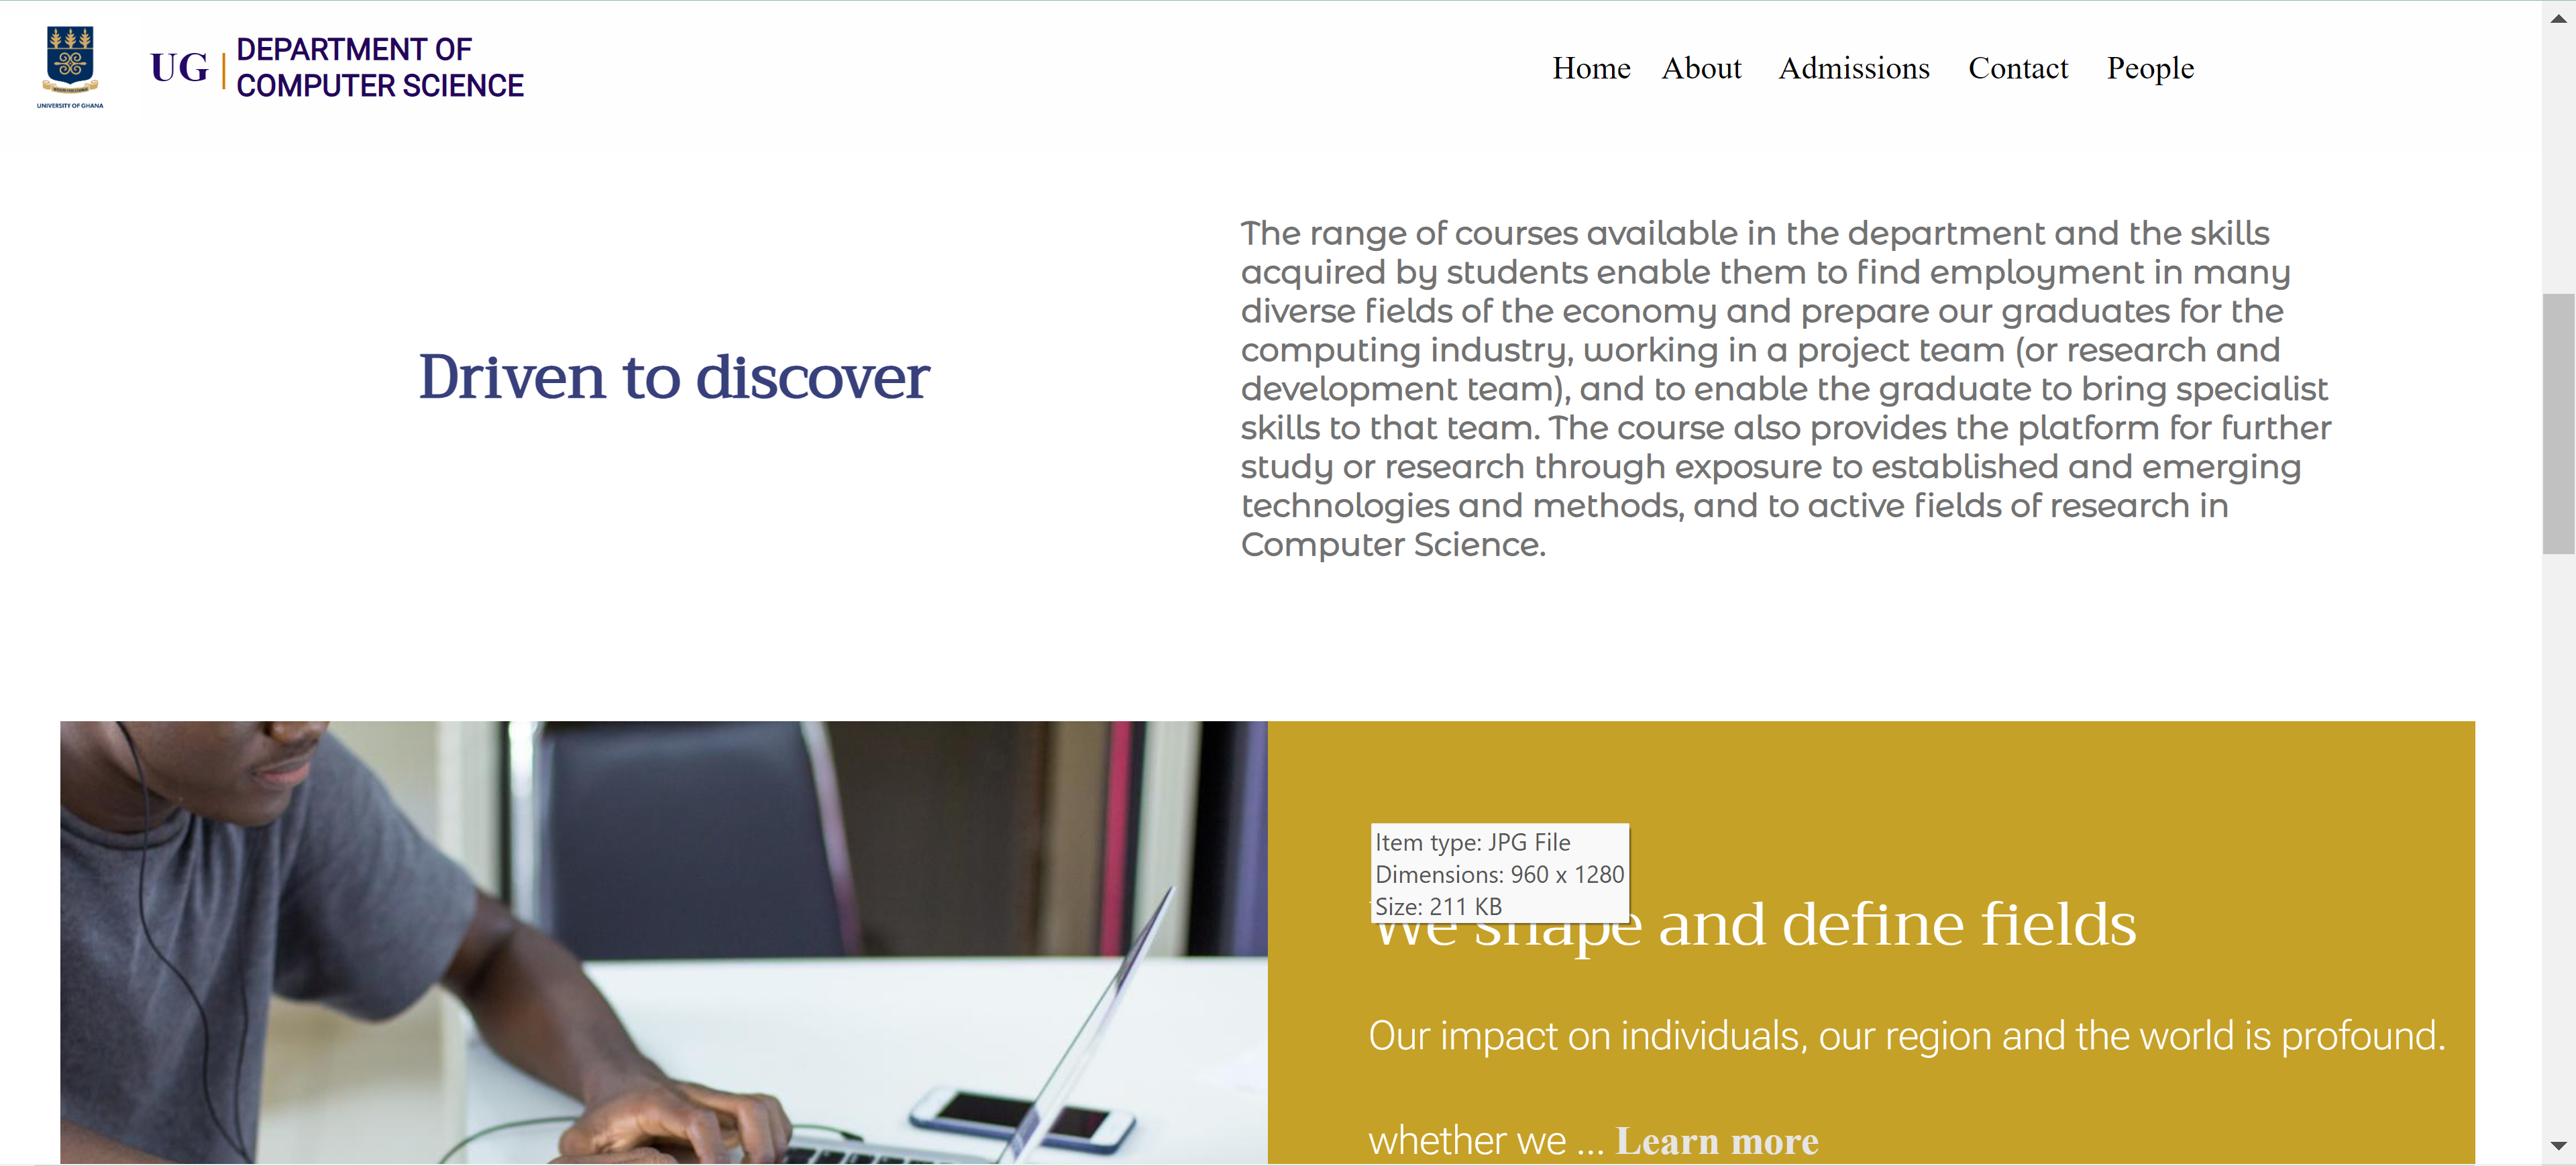 UNIVERSITY OF GHANA
UG
DEPARTMENT OF
COMPUTER SCIENCE
Home About Admissions Contact People
Driven to discover
The range of courses available in the department and the skills
acquired by students enable them to find employment in many
diverse fields of the economy and prepare our graduates for the
computing industry, working in a project team (or research and
development team), and to enable the graduate to bring specialist
skills to that team. The course also provides the platform for further
study or research through exposure to established and emerging
technologies and methods, and to active fields of research in
Computer Science.
Item type: JPG File
Dimensions: 960 x 1280
Size: 211 KB
We shape and define fields
Our impact on individuals, our region and the world is profound.
whether we ... Learn more